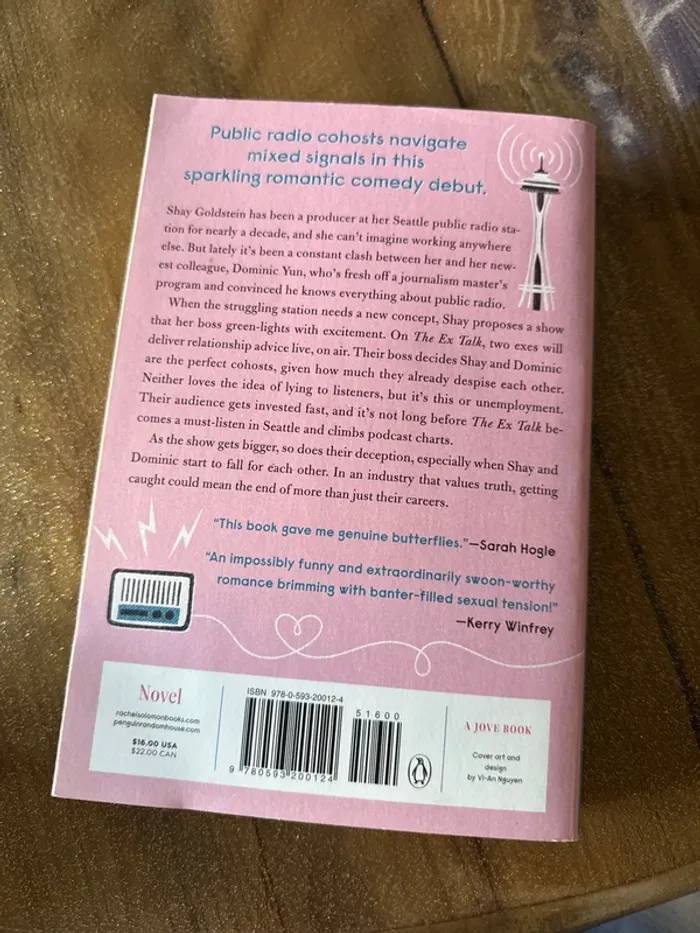 Public radio cohosts navigate
mixed signals in this
sparkling romantic comedy debut.
Shay Goldstein has been a producer at her Seattle public radio sta-
tion for nearly a decade, and she can't imagine working anywhere
else. But lately it's been a constant clash between her and her new-
est colleague, Dominic Yun, who's fresh off a journalism master's
program and convinced he knows everything about public radio.
When the struggling station needs a new concept, Shay proposes a show
that her boss green-lights with excitement. On The Ex Talk, two exes will
deliver relationship advice live, on air. Their boss decides Shay and Dominic
are the perfect cohosts, given how much they already despise each other.
Neither loves the idea of lying to listeners, but it's this or unemployment.
Their audience gets invested fast, and it's not long before The Ex Talk be-
comes a must-listen in Seattle and climbs podcast charts.
As the show gets bigger, so does their deception, especially when Shay and
Dominic start to fall for each other. In an industry that values truth, getting
caught could mean the end of more than just their careers.
"This book gave me genuine butterflies."—Sarah Hogle
"An impossibly funny and extraordinarily swoon-worthy
romance brimming with banter-filled sexual tension!"
—Kerry Winfrey
Novel
rachelsolomonbooks.com
penguinrandomhouse.com
$16.00 USA
$22.00 CAN
ISBN 978-0-593-20012-4
51600
9 780593 200124
A JOVE BOOK
Cover art and
design
by Vi-An Nguyen